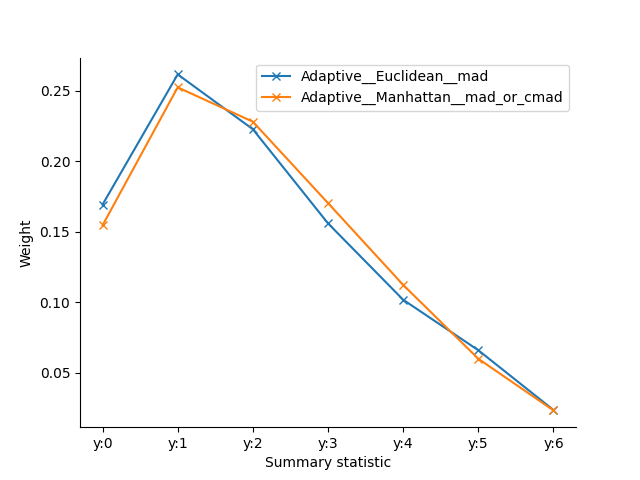 Adaptive__Euclidean__mad
Adaptive__Manhattan__mad_or_cmad
0.25
0.20
0.15
0.10
0.05
Weight
y:0 y:1 y:2 y:3 y:4 y:5 y:6
Summary statistic